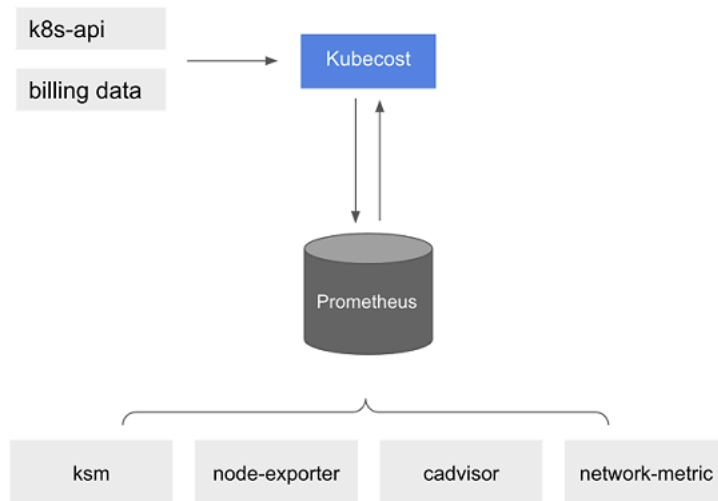 k8s-api
billing data
Kubecost
Prometheus
ksm
node-exporter
cadvisor
network-metric